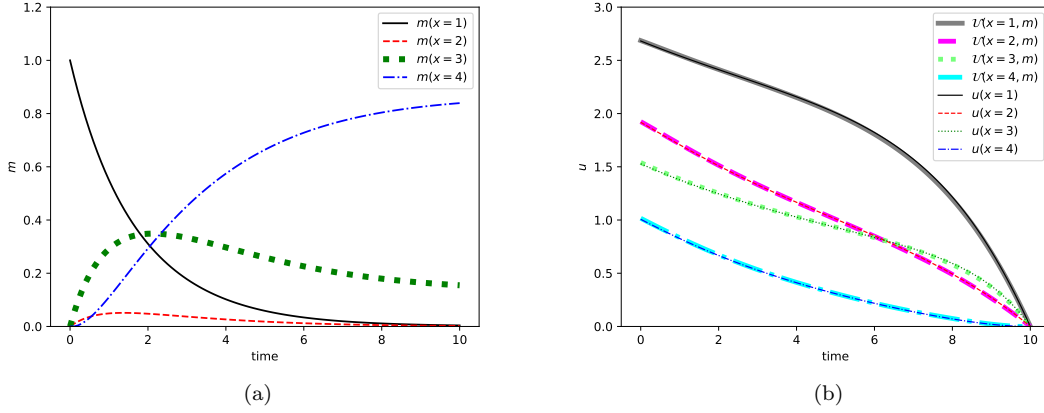 1.2
1.0
0.8
0.6
0.4
0.2
0.0
m
0 2 4 6 8 10
time
m(x = 1)
m(x = 2)
m(x = 3)
m(x = 4)
(a)
3.0
2.5
2.0
1.5
1.0
0.5
0.0
u
0 2 4 6 8 10
time
𝒰(x = 1, m)
𝒰(x = 2, m)
𝒰(x = 3, m)
𝒰(x = 4, m)
u(x = 1)
u(x = 2)
u(x = 3)
u(x = 4)
(b)